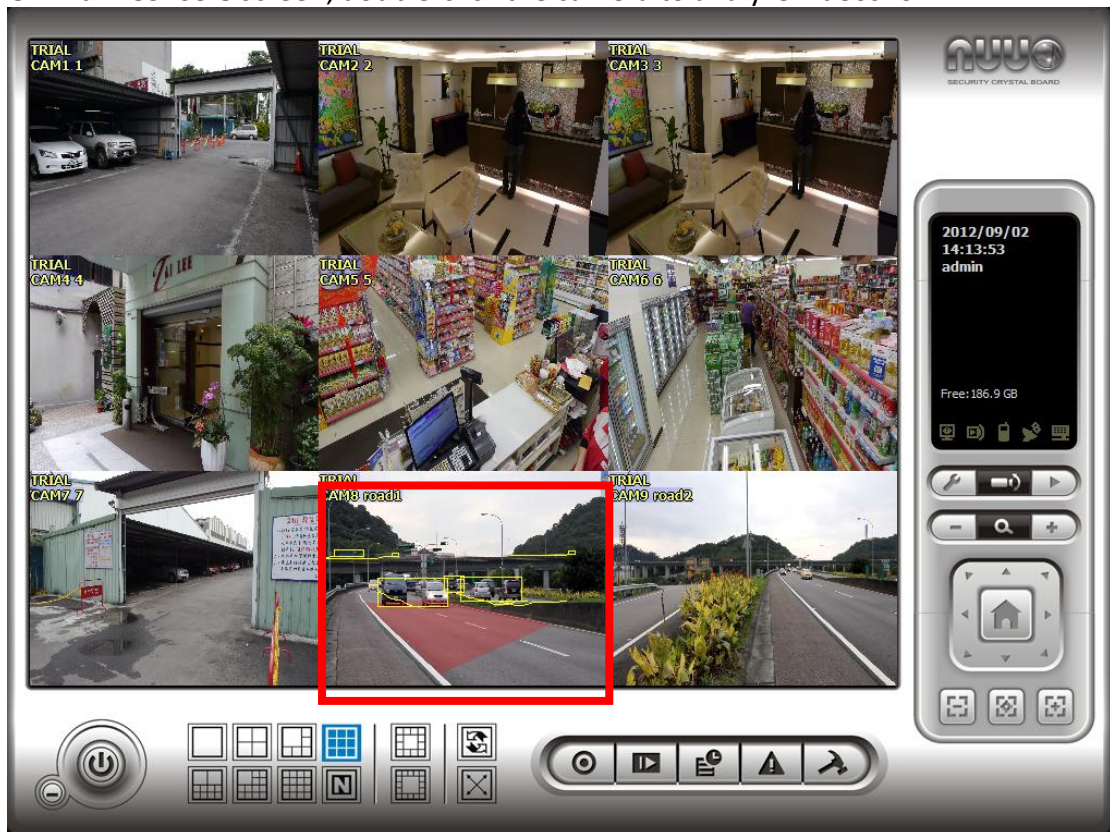 NUUO
SECURITY CRYSTAL BOARD
TRIAL
CAM1 1
TRIAL
CAM2 2
TRIAL
CAM3 3
2012/09/02
14:13:53
admin
TRIAL
CAM4 4
TAI LEE
TRIAL
CAM5 5
TRIAL
CAM6 6
Free:186.9 GB
TRIAL
CAM7 7
TRIAL
CAM8 road1
TRIAL
CAM9 road2
N